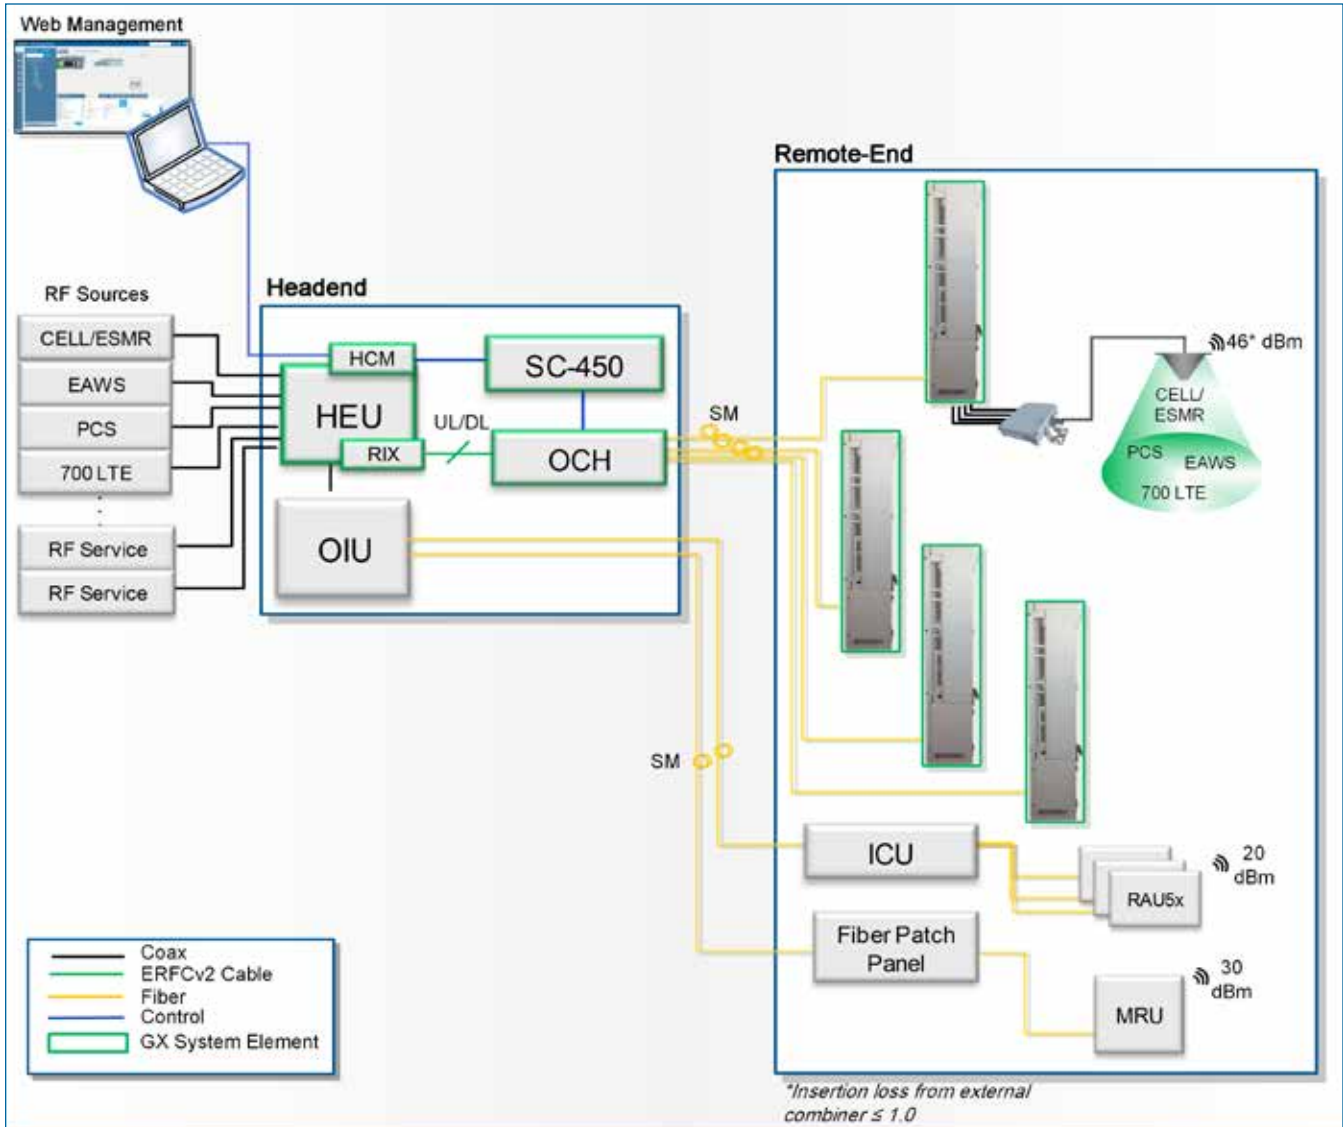 Web Management
Remote-End
Headend
RF Sources
CELL/ESMR
EAWS
PCS
700 LTE
RF Service
RF Service
HCM
HEU
RIX
UL/DL
SC-450
OCH
OIU
SM
46* dBm
CELL/
ESMR
PCS
EAWS
700 LTE
SM
ICU
20
dBm
RAU5x
Fiber Patch
Panel
30
dBm
MRU
Coax
ERFCv2 Cable
Fiber
Control
GX System Element
*Insertion loss from external
combiner ≤ 1.0